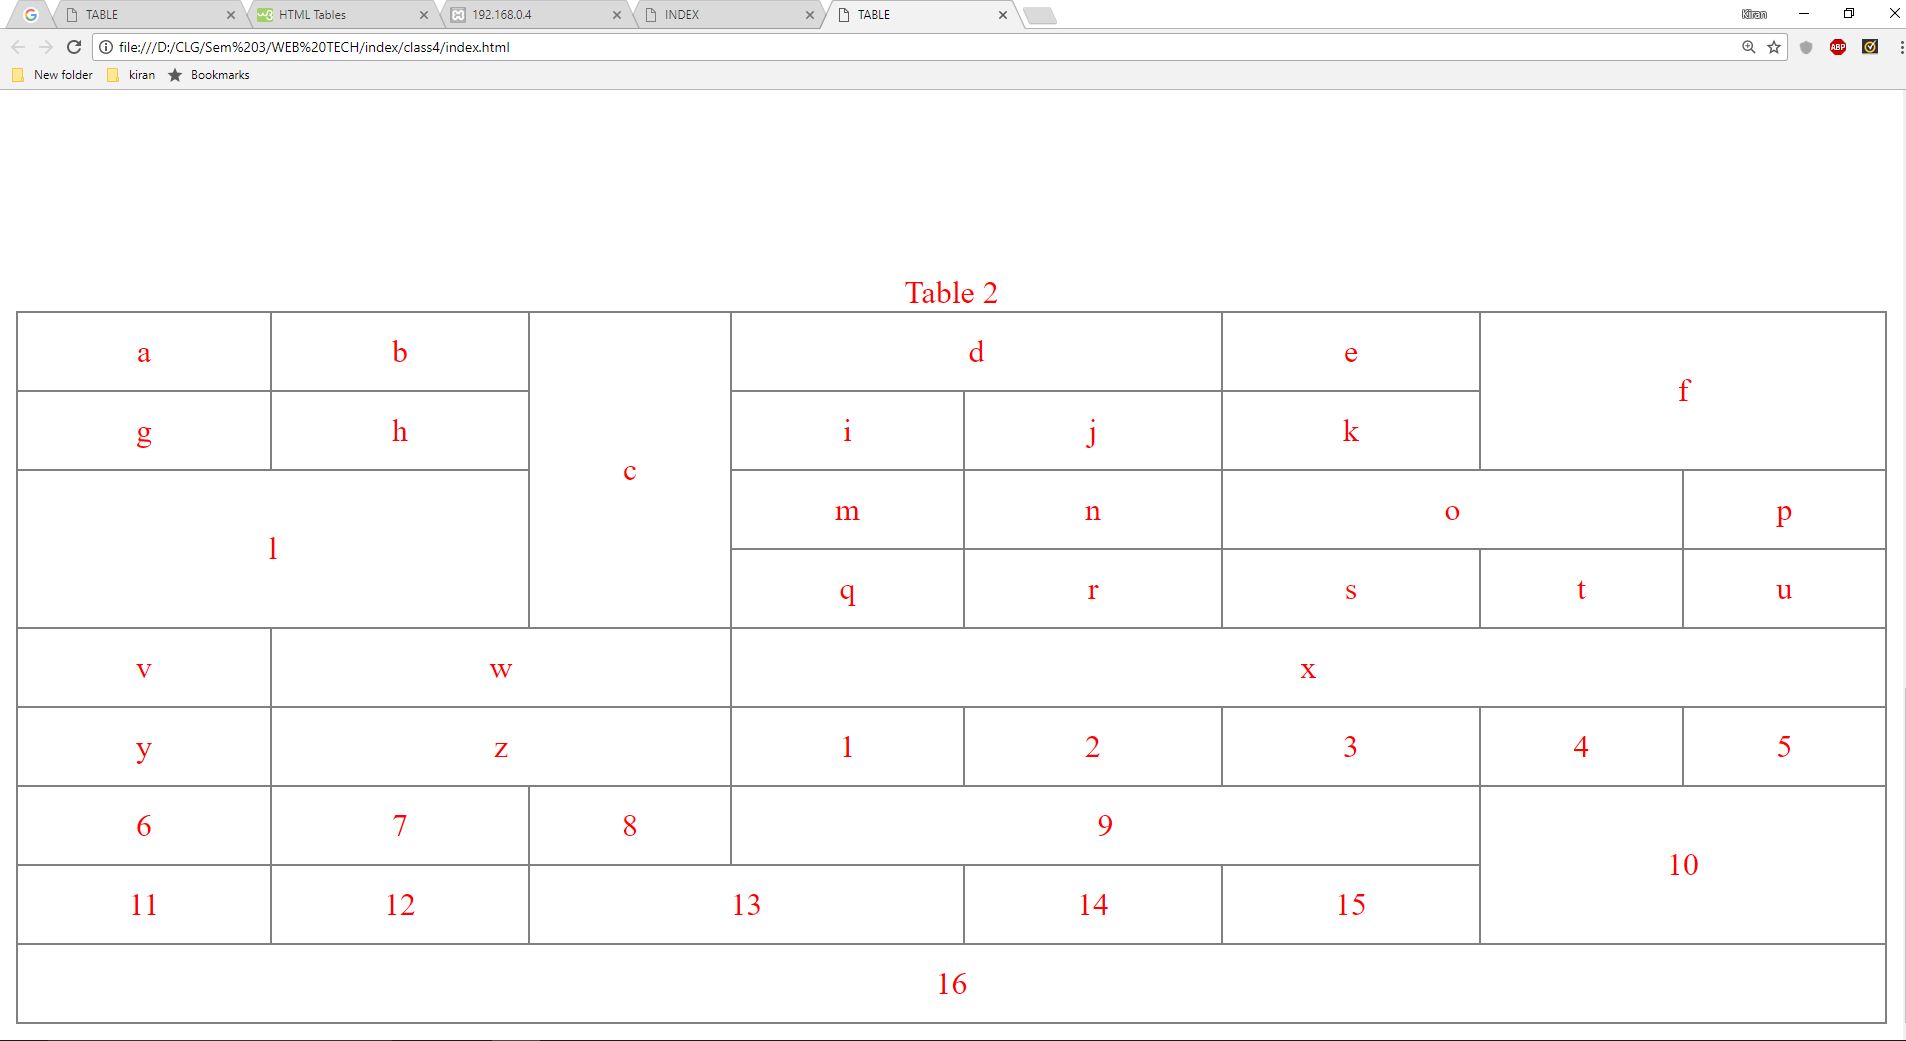 TABLE HTML Tables 192.168.0.4 INDEX TABLE Kiran
file:///D:/CLG/Sem%203/WEB%20TECH/index/class4/index.html ABP
New folder kiran Bookmarks
Table 2
a b c d e f
g h i j k
l m n o p
q r s t u
v w x
y z 1 2 3 4 5
6 7 8 9 10
11 12 13 14 15
16